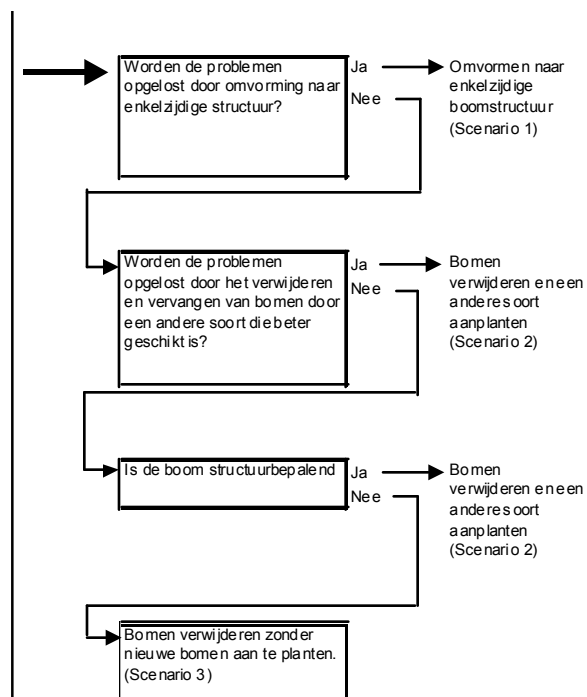 Worden de problemen
opgelost door omvorming naar
enkelzijdige structuur?
Ja
Nee
Omvormen naar
enkelzijdige
boomstructuur
(Scenario 1)
Worden de problemen
opgelost door het verwijderen
en vervangen van bomen door
een andere soort die beter
geschikt is?
Ja
Nee
Bomen
verwijderen en een
andere soort
aanplanten
(Scenario 2)
Is de boom structuurbepalend
Ja
Nee
Bomen
verwijderen en een
andere soort
aanplanten
(Scenario 2)
Bomen verwijderen zonder
nieuwe bomen aan te planten.
(Scenario 3)